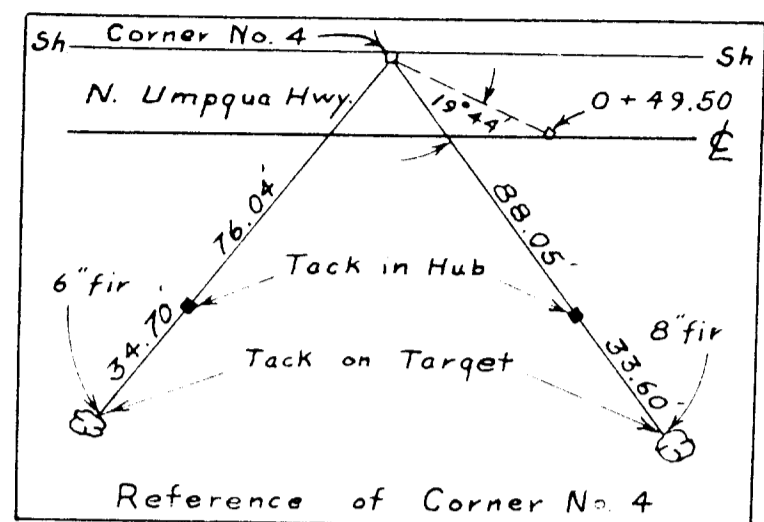 Corner No. 4
Sh
Sh
N. Umpqua Hwy.
19°44'
0 + 49.50
℄
76.04'
88.05'
6" fir
Tack in Hub
8" fir
34.70'
33.60'
Tack on Target
Reference of Corner No. 4